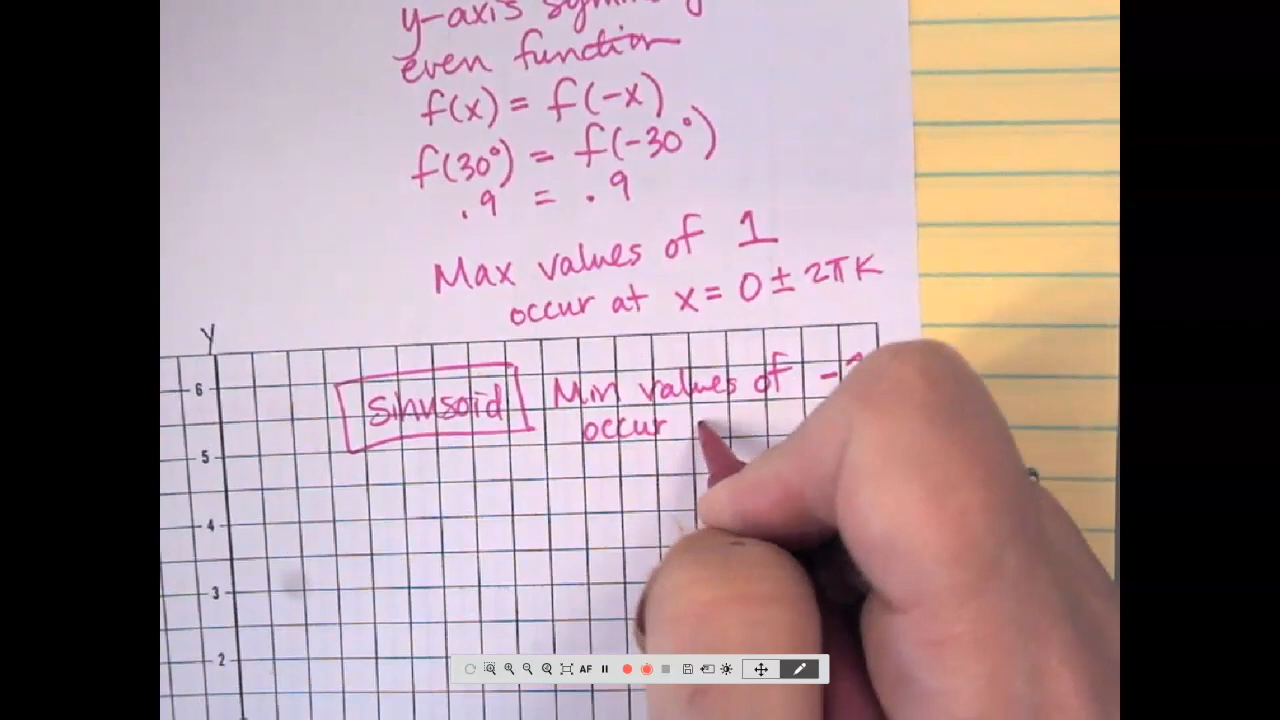 y-axis
even function
f(x) = f(-x)
f(30°) = f(-30°)
.9 = .9
Max values of 1
occur at x = 0 ± 2πK
y
6 sinusoid Min values of -
occur
5
4
3
2
AF